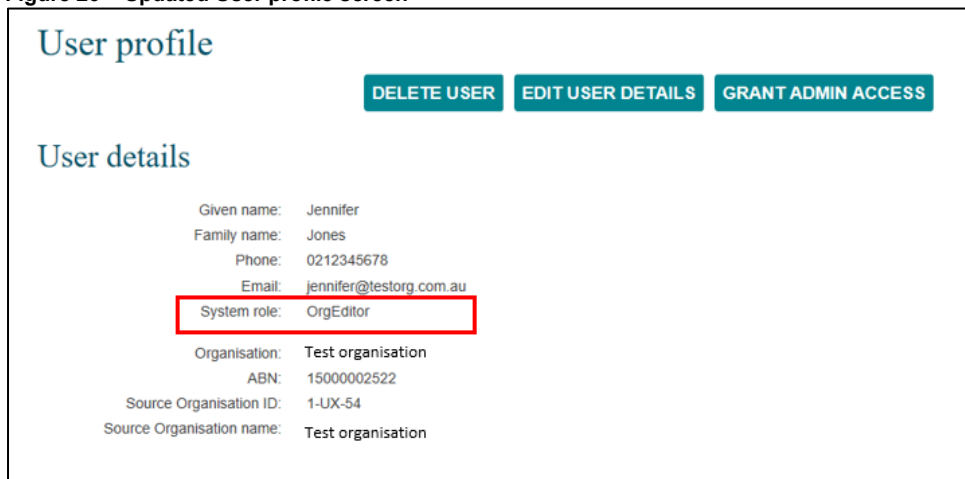 User profile
DELETE USER EDIT USER DETAILS GRANT ADMIN ACCESS
User details
Given name: Jennifer
Family name: Jones
Phone: 0212345678
Email: jennifer@testorg.com.au
System role: OrgEditor
Organisation: Test organisation
ABN: 15000002522
Source Organisation ID: 1-UX-54
Source Organisation name: Test organisation